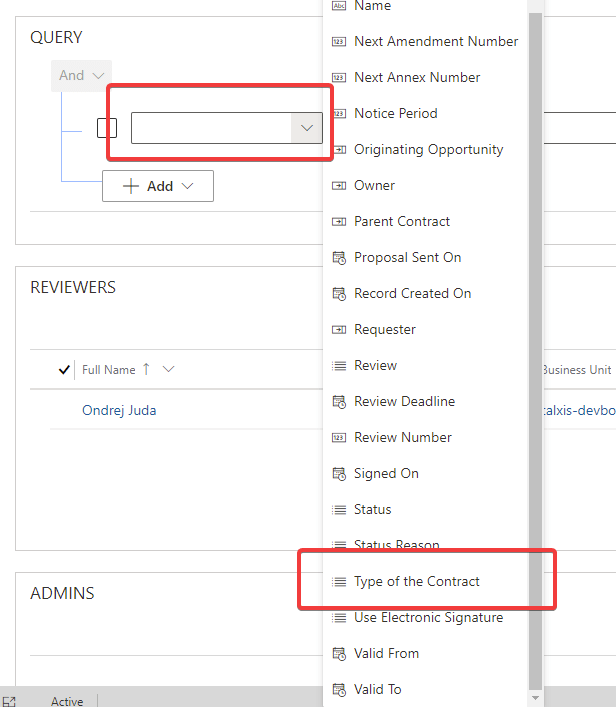 QUERY
And
Add
REVIEWERS
Full Name
Business Unit
Ondrej Juda
talxis-devbo
ADMINS
Active
Name
Next Amendment Number
Next Annex Number
Notice Period
Originating Opportunity
Owner
Parent Contract
Proposal Sent On
Record Created On
Requester
Review
Review Deadline
Review Number
Signed On
Status
Status Reason
Type of the Contract
Use Electronic Signature
Valid From
Valid To